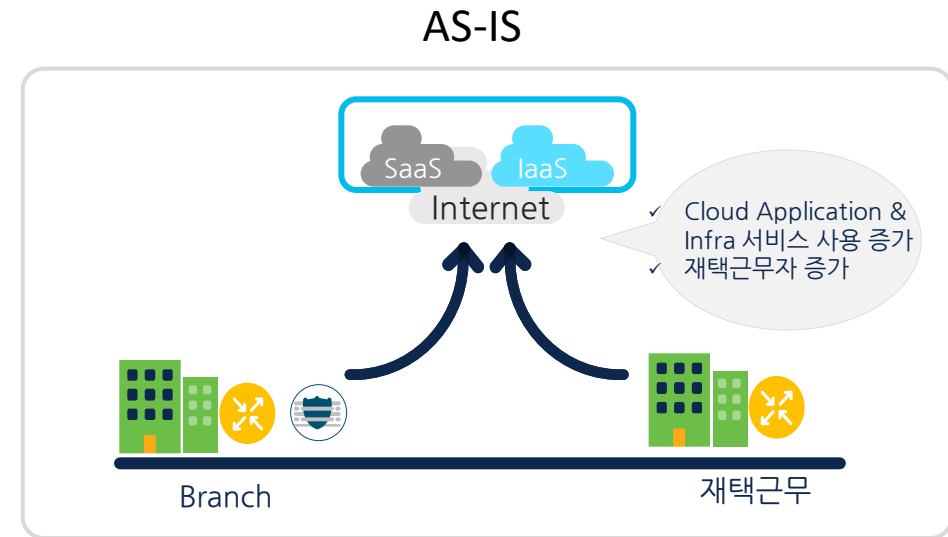 AS-IS
SaaS
IaaS
Internet
✓ Cloud Application &
Infra 서비스 사용 증가
✓ 재택근무자 증가
Branch
재택근무